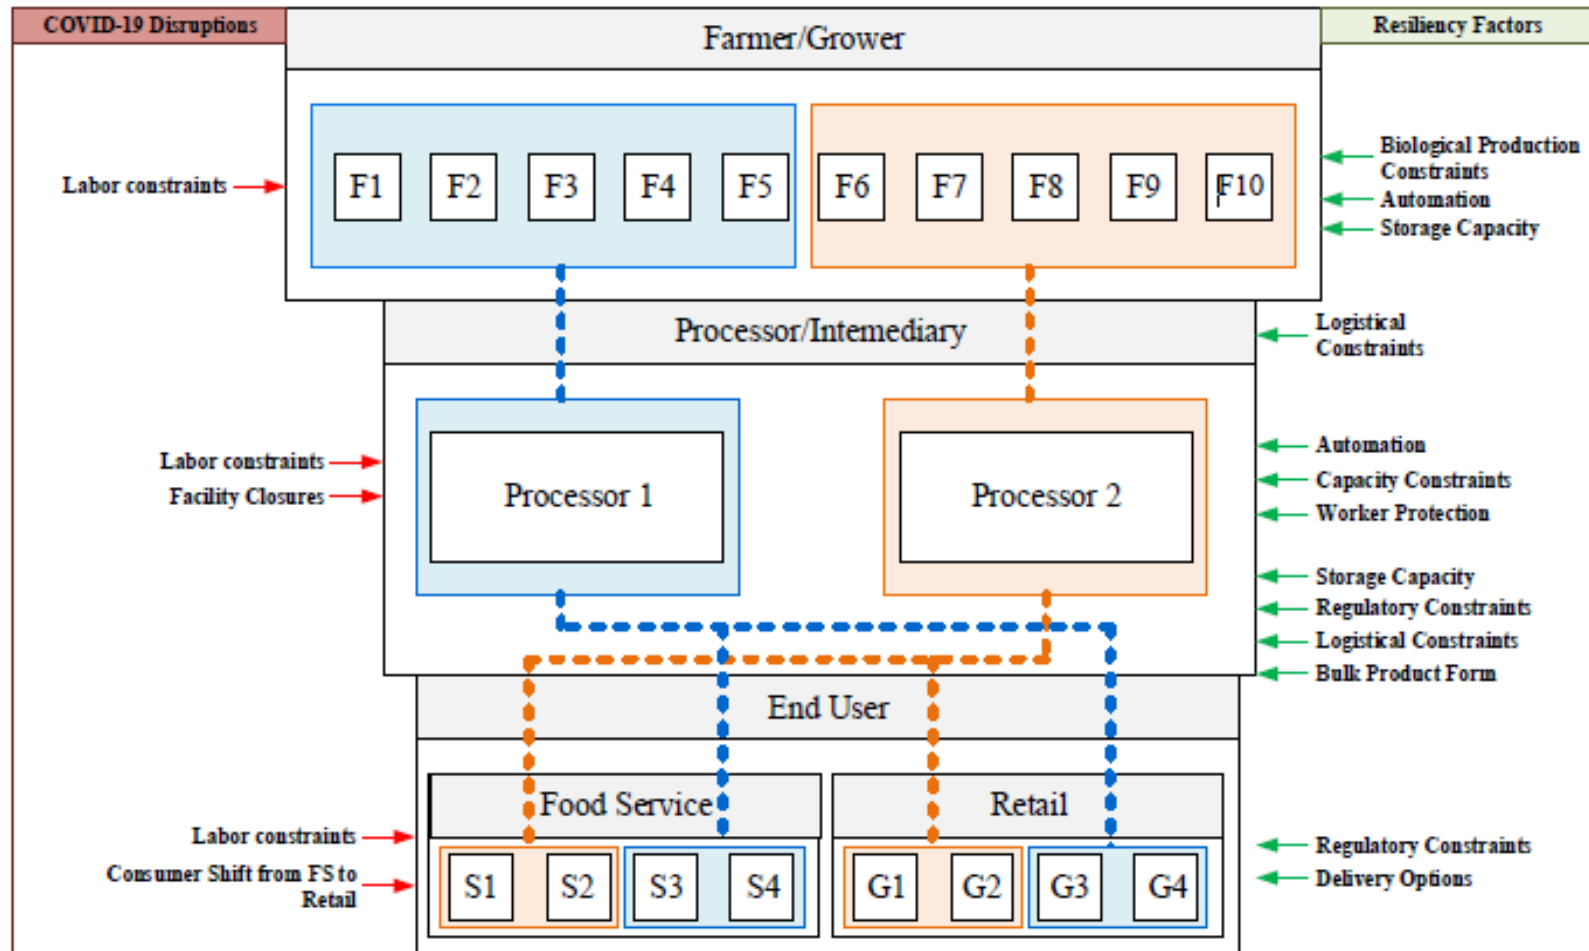 COVID-19 Disruptions
Farmer/Grower
Resiliency Factors
Labor constraints
F1 F2 F3 F4 F5 F6 F7 F8 F9 F10
Biological Production
Constraints
Automation
Storage Capacity
Processor/Intemediary
Logistical
Constraints
Labor constraints
Facility Closures
Processor 1
Processor 2
Automation
Capacity Constraints
Worker Protection
Storage Capacity
Regulatory Constraints
Logistical Constraints
Bulk Product Form
End User
Food Service
Retail
Labor constraints
Consumer Shift from FS to
Retail
S1 S2 S3 S4 G1 G2 G3 G4
Regulatory Constraints
Delivery Options